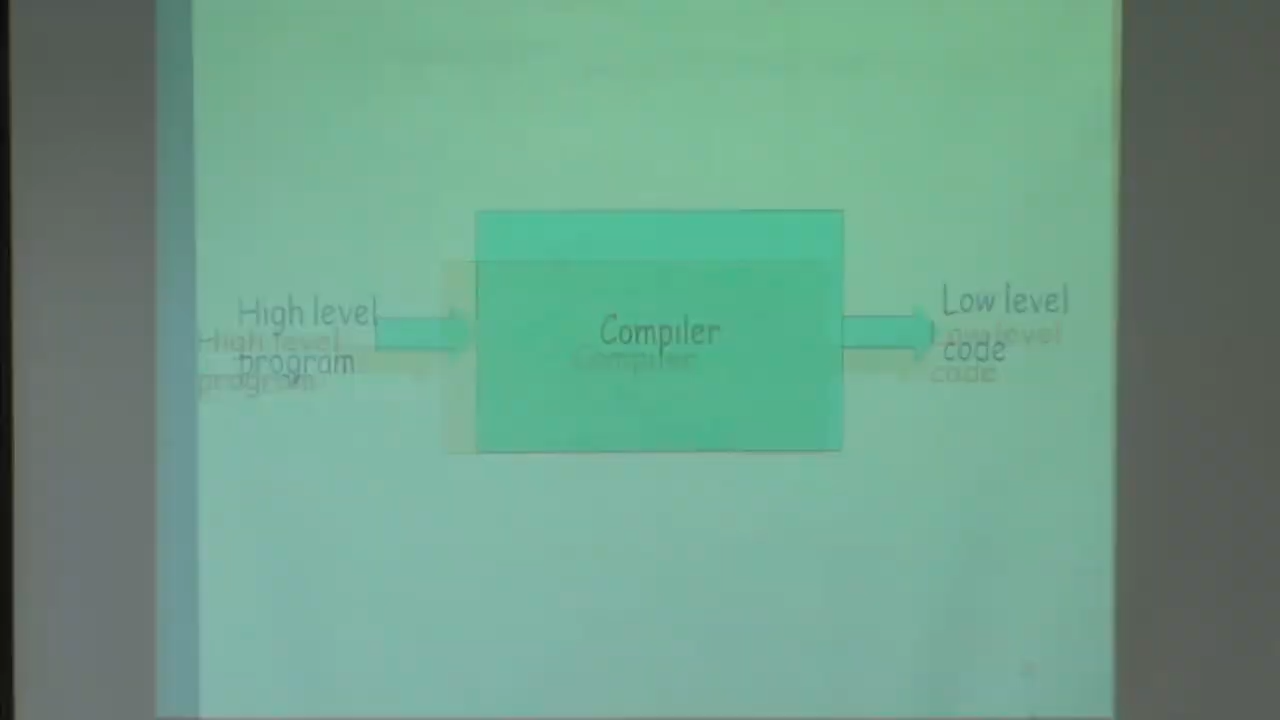 High level
program
Compiler
Low level
code